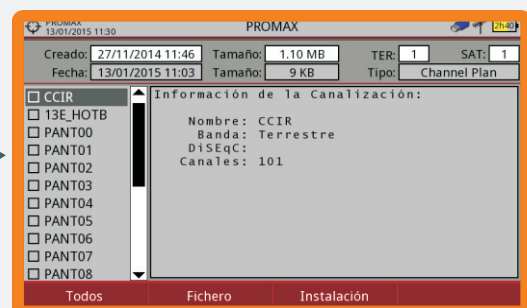 PROMAX
13/01/2015 11:30
PROMAX
2h40
Creado: 27/11/2014 11:46 Tamaño: 1.10 MB TER: 1 SAT: 1
Fecha: 13/01/2015 11:03 Tamaño: 9 KB Tipo: Channel Plan
CCIR
13E_HOTB
PANT00
PANT01
PANT02
PANT03
PANT04
PANT05
PANT06
PANT07
PANT08
Información de la Canalización:
Nombre: CCIR
Banda: Terrestre
DiSEqC:
Canales: 101
Todos Fichero Instalación